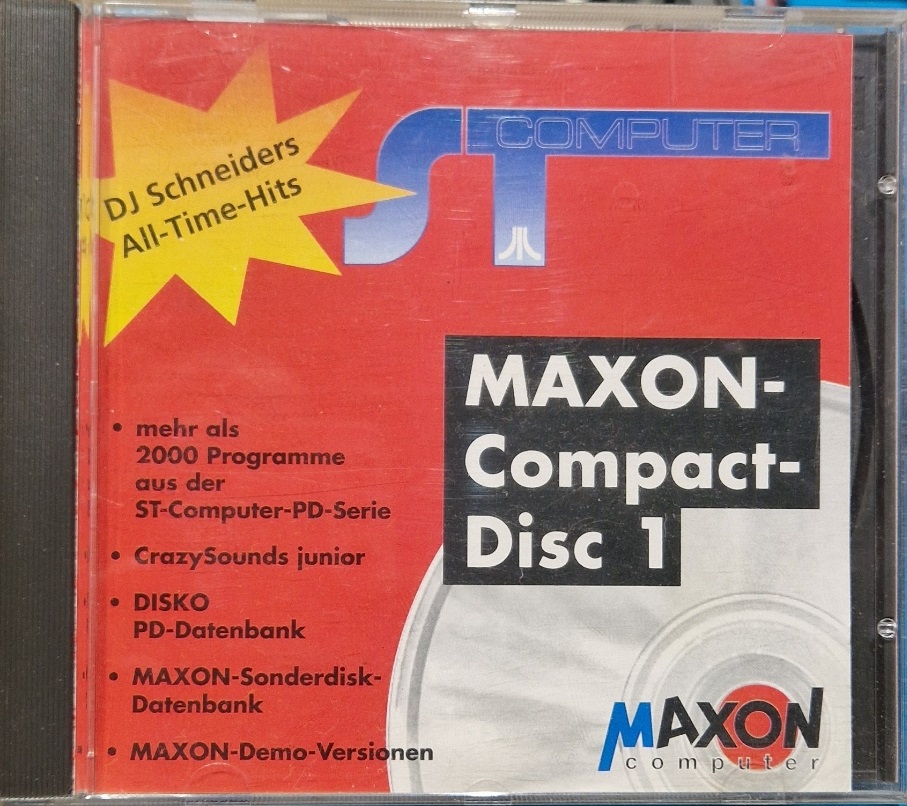 DJ Schneiders
All-Time-Hits
ST COMPUTER
MAXON-
Compact-
Disc 1
• mehr als
2000 Programme
aus der
ST-Computer-PD-Serie
• CrazySounds junior
• DISKO
PD-Datenbank
• MAXON-Sonderdisk-
Datenbank
• MAXON-Demo-Versionen
MAXON
computer